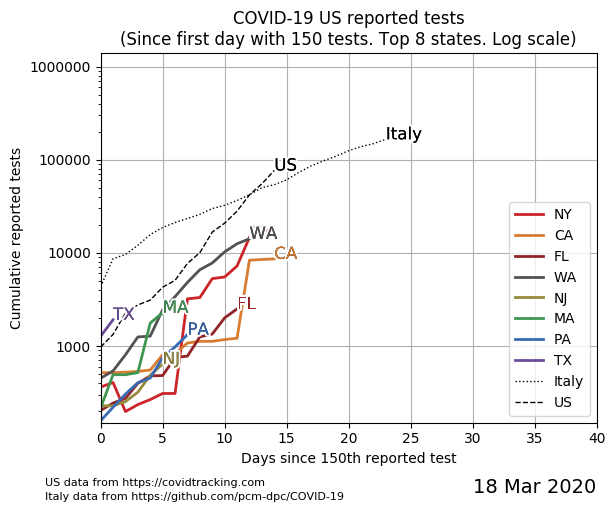 COVID-19 US reported tests
(Since first day with 150 tests. Top 8 states. Log scale)
1000000
100000
10000
1000
Cumulative reported tests
Italy
US
WA
CA
TX
MA
FL
PA
NJ
NY
CA
FL
WA
NJ
MA
PA
TX
Italy
US
0 5 10 15 20 25 30 35 40
Days since 150th reported test
US data from https://covidtracking.com
Italy data from https://github.com/pcm-dpc/COVID-19
18 Mar 2020